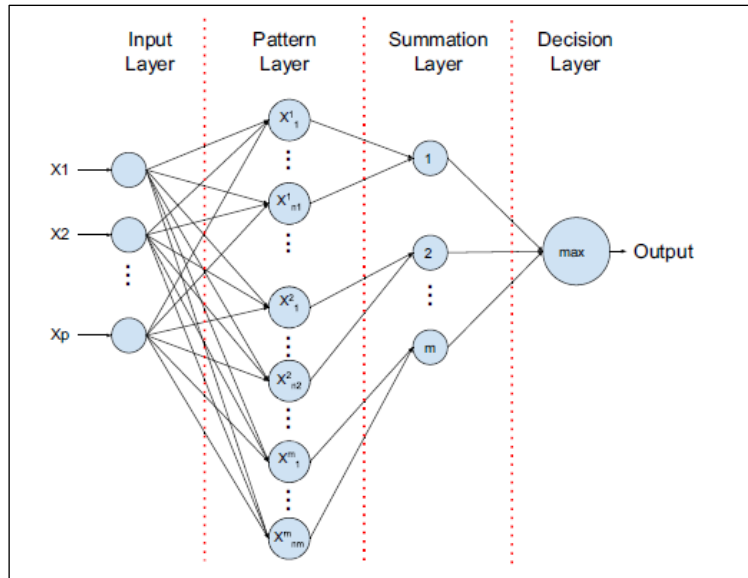 Input Layer
Pattern Layer
Summation Layer
Decision Layer
X1
X2
Xp
X¹₁
X¹ₙ₁
X²₁
X²ₙ₂
Xᵐ₁
Xᵐₙₘ
1
2
m
max
Output